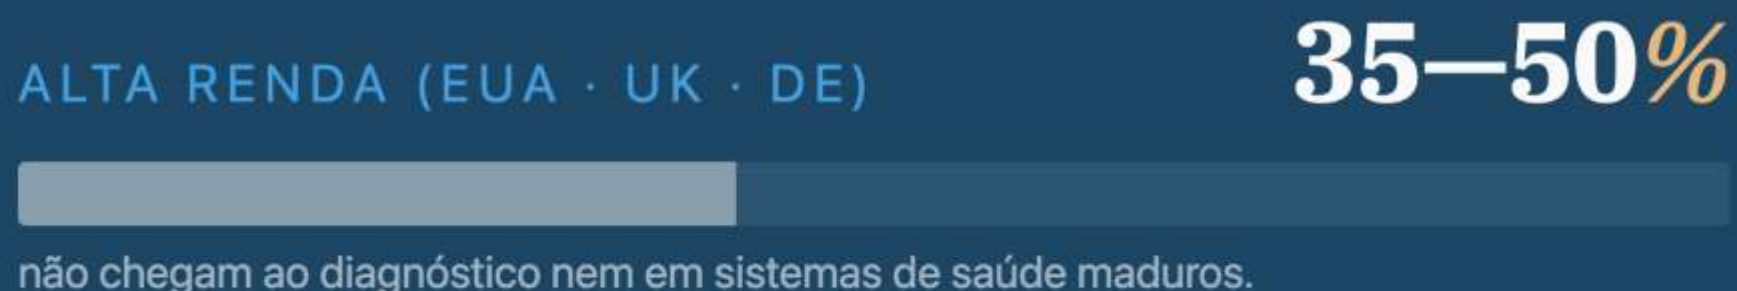 ALTA RENDA (EUA · UK · DE)
35—50%
não chegam ao diagnóstico nem em sistemas de saúde maduros.